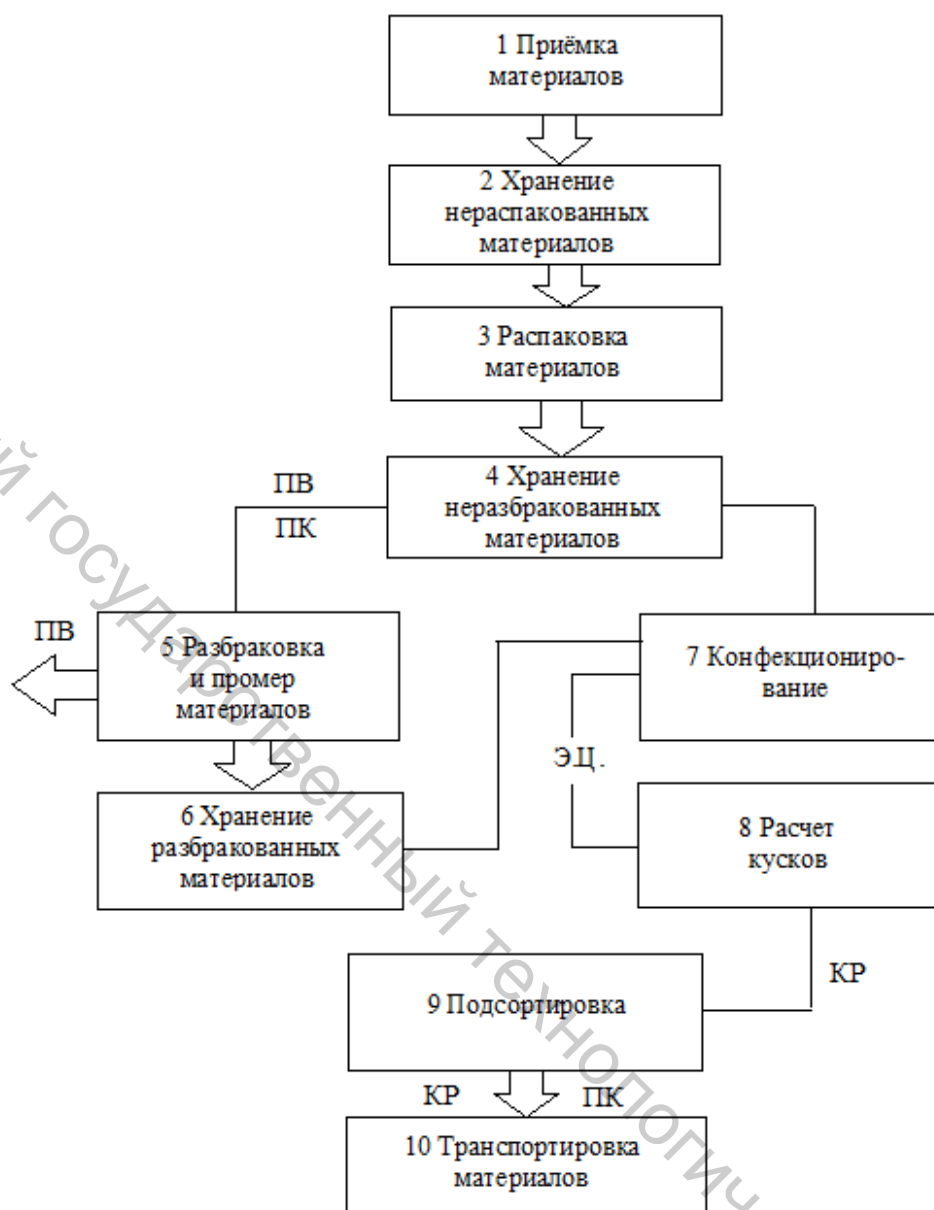 1 Приёмка
материалов
2 Хранение
нераспакованных
материалов
3 Распаковка
материалов
4 Хранение
неразбракованных
материалов
ПВ
ПК
ПВ
5 Разбраковка
и промер
материалов
7 Конфекциониро-
вание
Э.Ц.
6 Хранение
разбракованных
материалов
8 Расчет
кусков
КР
9 Подсортировка
КР
ПК
10 Транспортировка
материалов
государственный